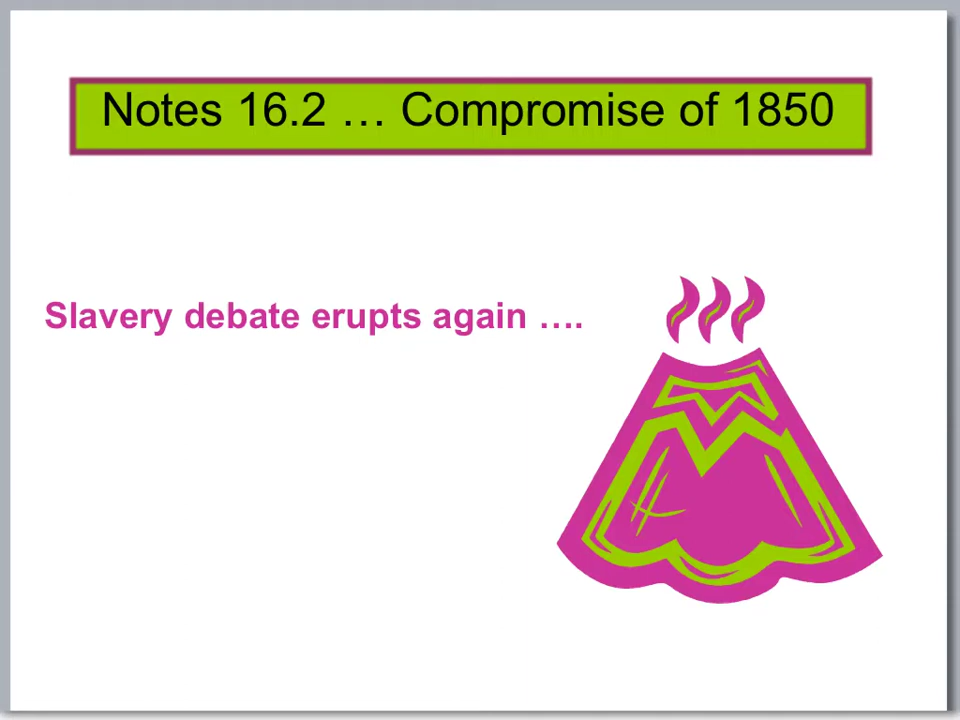 Notes 16.2 … Compromise of 1850
Slavery debate erupts again ….